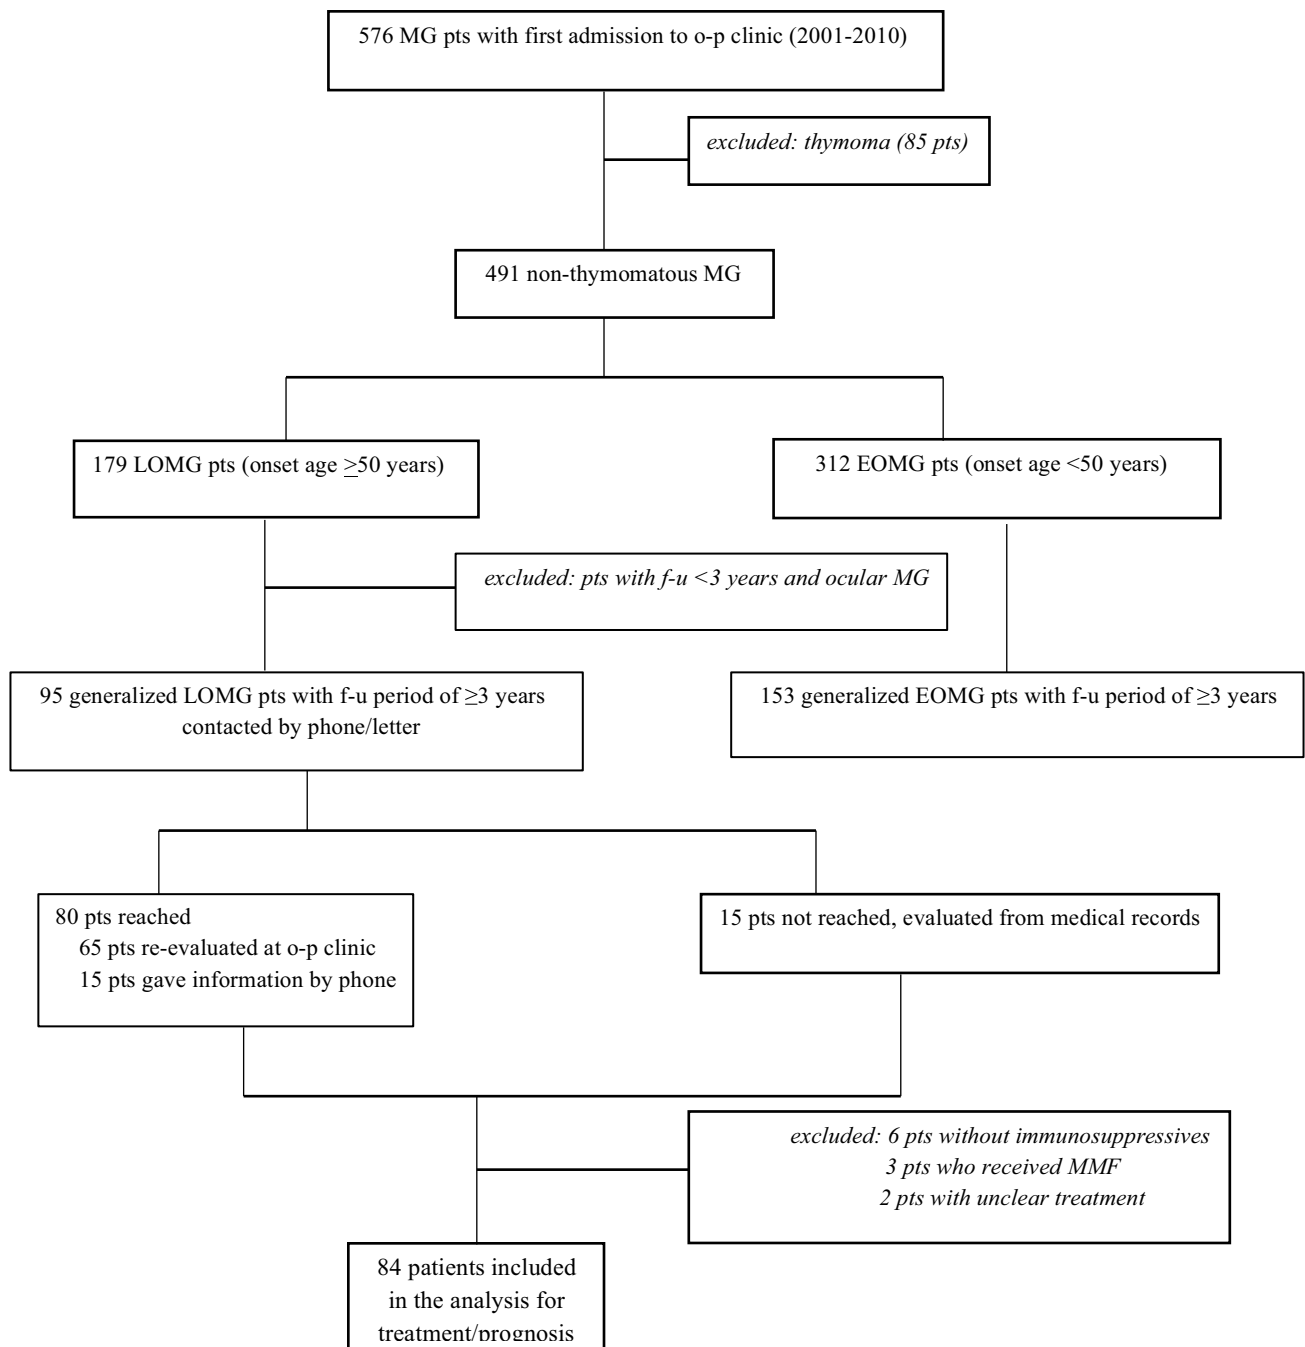 576 MG pts with first admission to o-p clinic (2001-2010)
excluded: thymoma (85 pts)
491 non-thymomatous MG
179 LOMG pts (onset age ≥50 years)
312 EOMG pts (onset age <50 years)
excluded: pts with f-u <3 years and ocular MG
95 generalized LOMG pts with f-u period of ≥3 years
contacted by phone/letter
153 generalized EOMG pts with f-u period of ≥3 years
80 pts reached
65 pts re-evaluated at o-p clinic
15 pts gave information by phone
15 pts not reached, evaluated from medical records
excluded: 6 pts without immunosuppressives
3 pts who received MMF
2 pts with unclear treatment
84 patients included
in the analysis for
treatment/prognosis